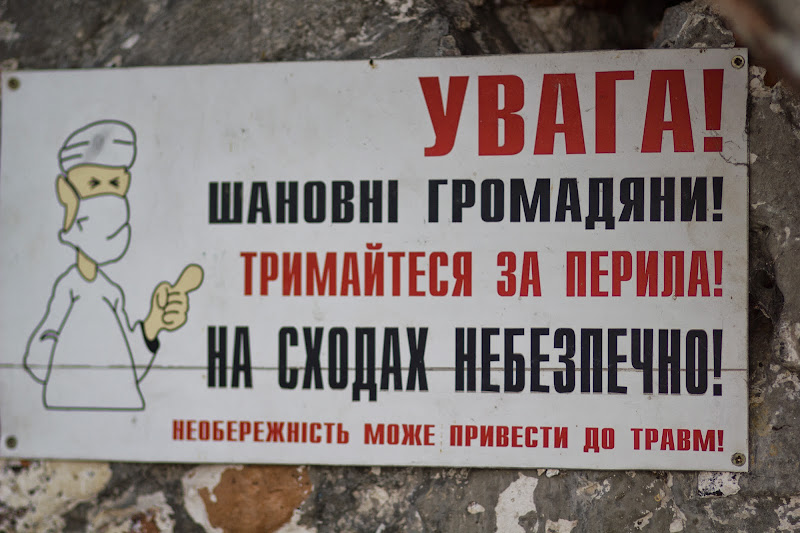 УВАГА!
ШАНОВНІ ГРОМАДЯНИ!
ТРИМАЙТЕСЯ ЗА ПЕРИЛА!
НА СХОДАХ НЕБЕЗПЕЧНО!
НЕОБЕРЕЖНІСТЬ МОЖЕ ПРИВЕСТИ ДО ТРАВМ!